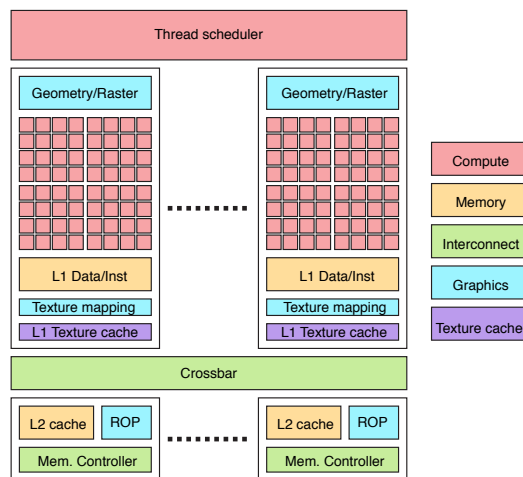 Thread scheduler
Geometry/Raster
Geometry/Raster
L1 Data/Inst
L1 Data/Inst
Texture mapping
Texture mapping
L1 Texture cache
L1 Texture cache
Crossbar
L2 cache
ROP
L2 cache
ROP
Mem. Controller
Mem. Controller
Compute
Memory
Interconnect
Graphics
Texture cache